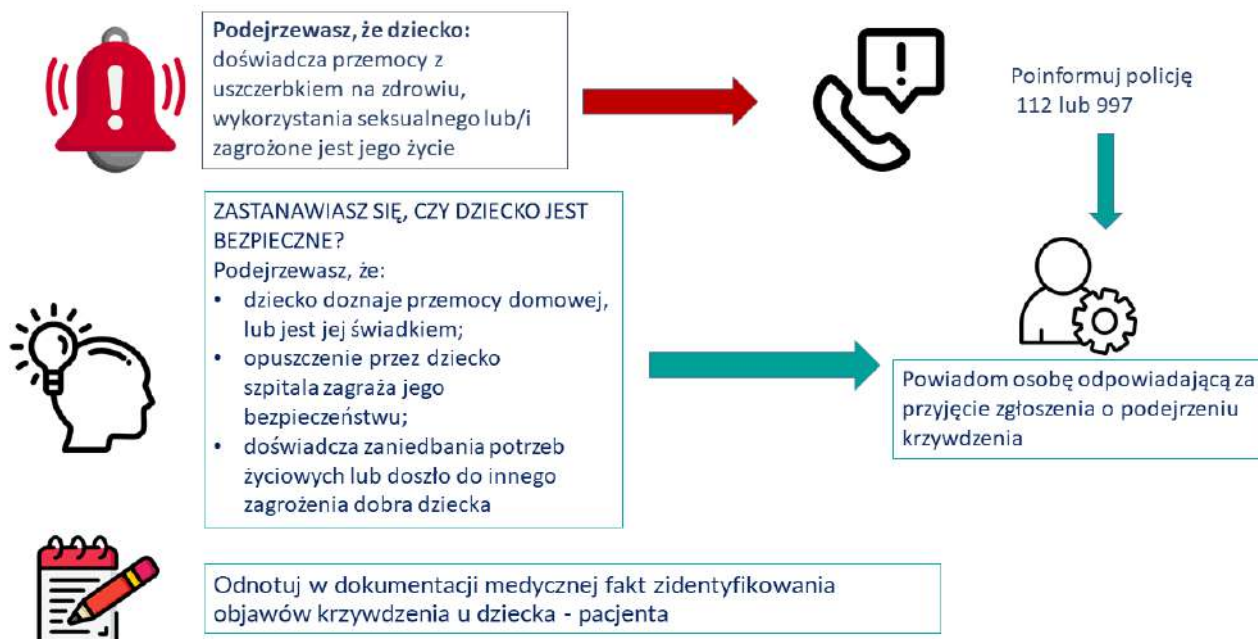 Podejrzewasz, że dziecko:
doświadcza przemocy z
uszczerbkiem na zdrowiu,
wykorzystania seksualnego lub/i
zagrożone jest jego życie
Poinformuj policję
112 lub 997
ZASTANAWIASZ SIĘ, CZY DZIECKO JEST
BEZPIECZNE?
Podejrzewasz, że:
• dziecko doznaje przemocy domowej,
lub jest jej świadkiem;
• opuszczenie przez dziecko
szpitala zagraża jego
bezpieczeństwu;
• doświadcza zaniedbania potrzeb
życiowych lub doszło do innego
zagrożenia dobra dziecka
Powiadom osobę odpowiadającą za
przyjęcie zgłoszenia o podejrzeniu
krzywdzenia
Odnotuj w dokumentacji medycznej fakt zidentyfikowania
objawów krzywdzenia u dziecka - pacjenta